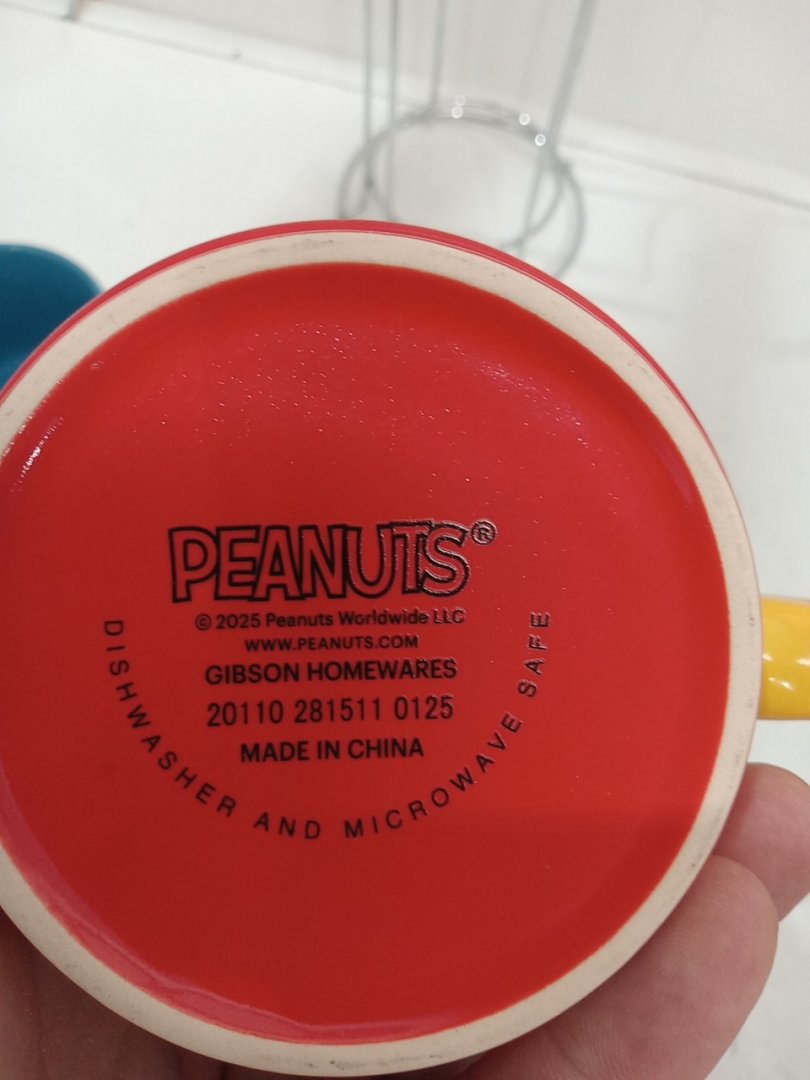 PEANUTS®
© 2025 Peanuts Worldwide LLC
WWW.PEANUTS.COM
GIBSON HOMEWARES
20110 281511 0125
MADE IN CHINA
DISHWASHER AND MICROWAVE SAFE